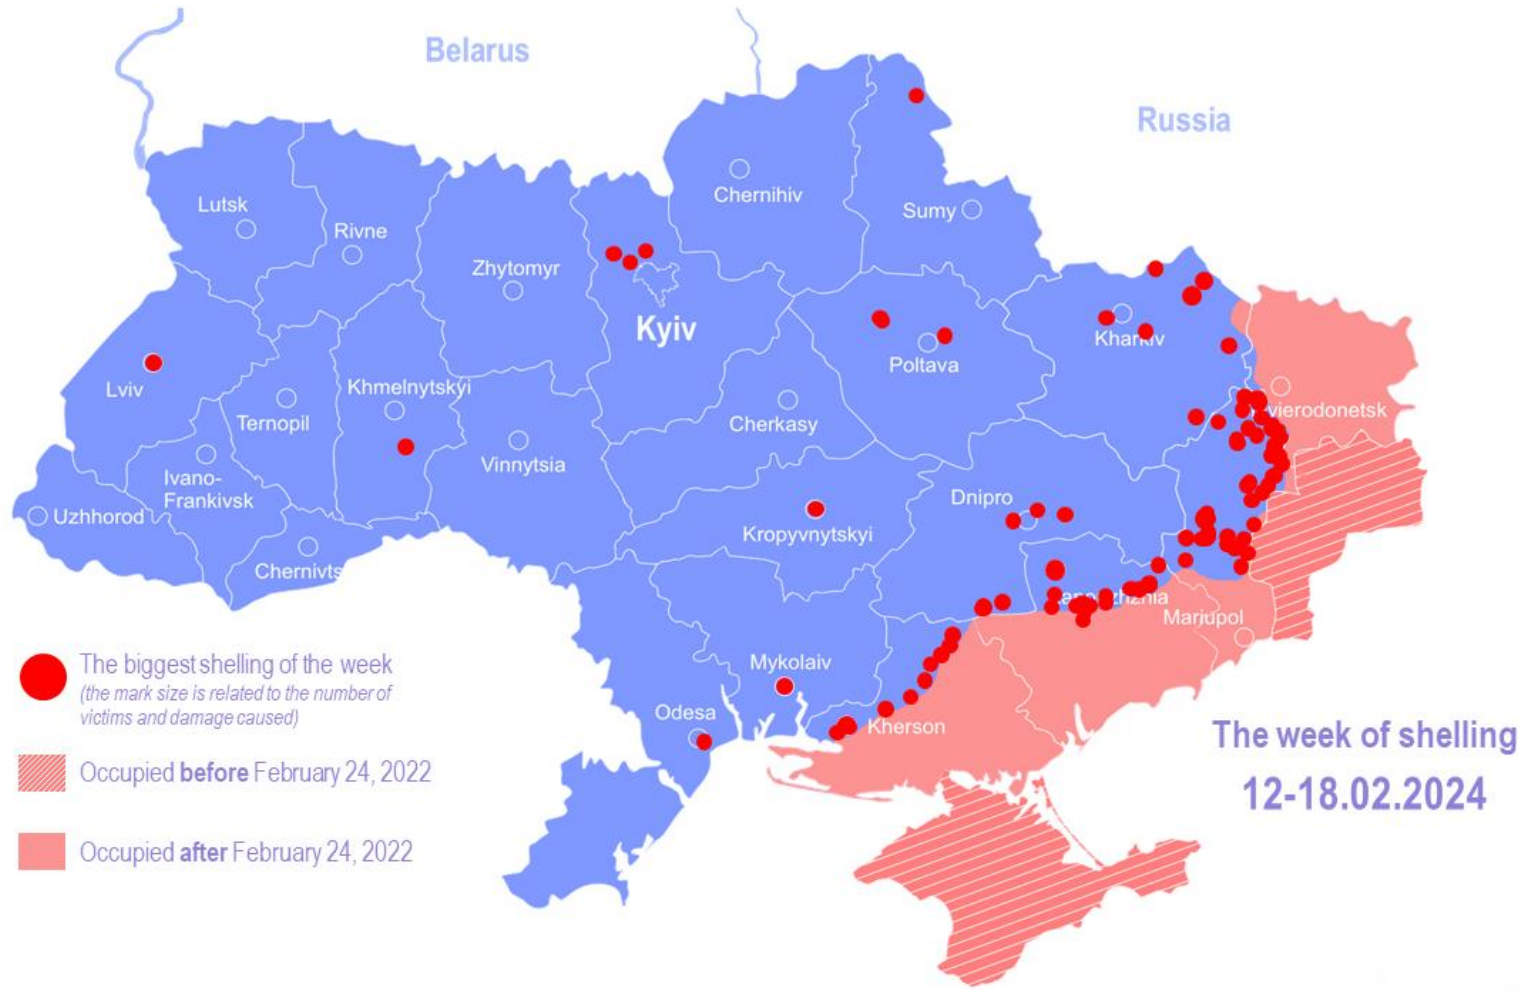 Belarus
Russia
Chernihiv
Lutsk
Sumy
Rivne
Zhytomyr
Kyiv
Kharkiv
Poltava
Lviv
Khmelnytskyi
vierodonetsk
Ternopil
Cherkasy
Vinnytsia
Ivano-
Frankivsk
Dnipro
Uzhhorod
Kropyvnytskyi
Chernivts
zhzhia
Mariupol
Mykolaiv
Odesa
Kherson
The biggest shelling of the week
(the mark size is related to the number of
victims and damage caused)
Occupied before February 24, 2022
Occupied after February 24, 2022
The week of shelling
12-18.02.2024